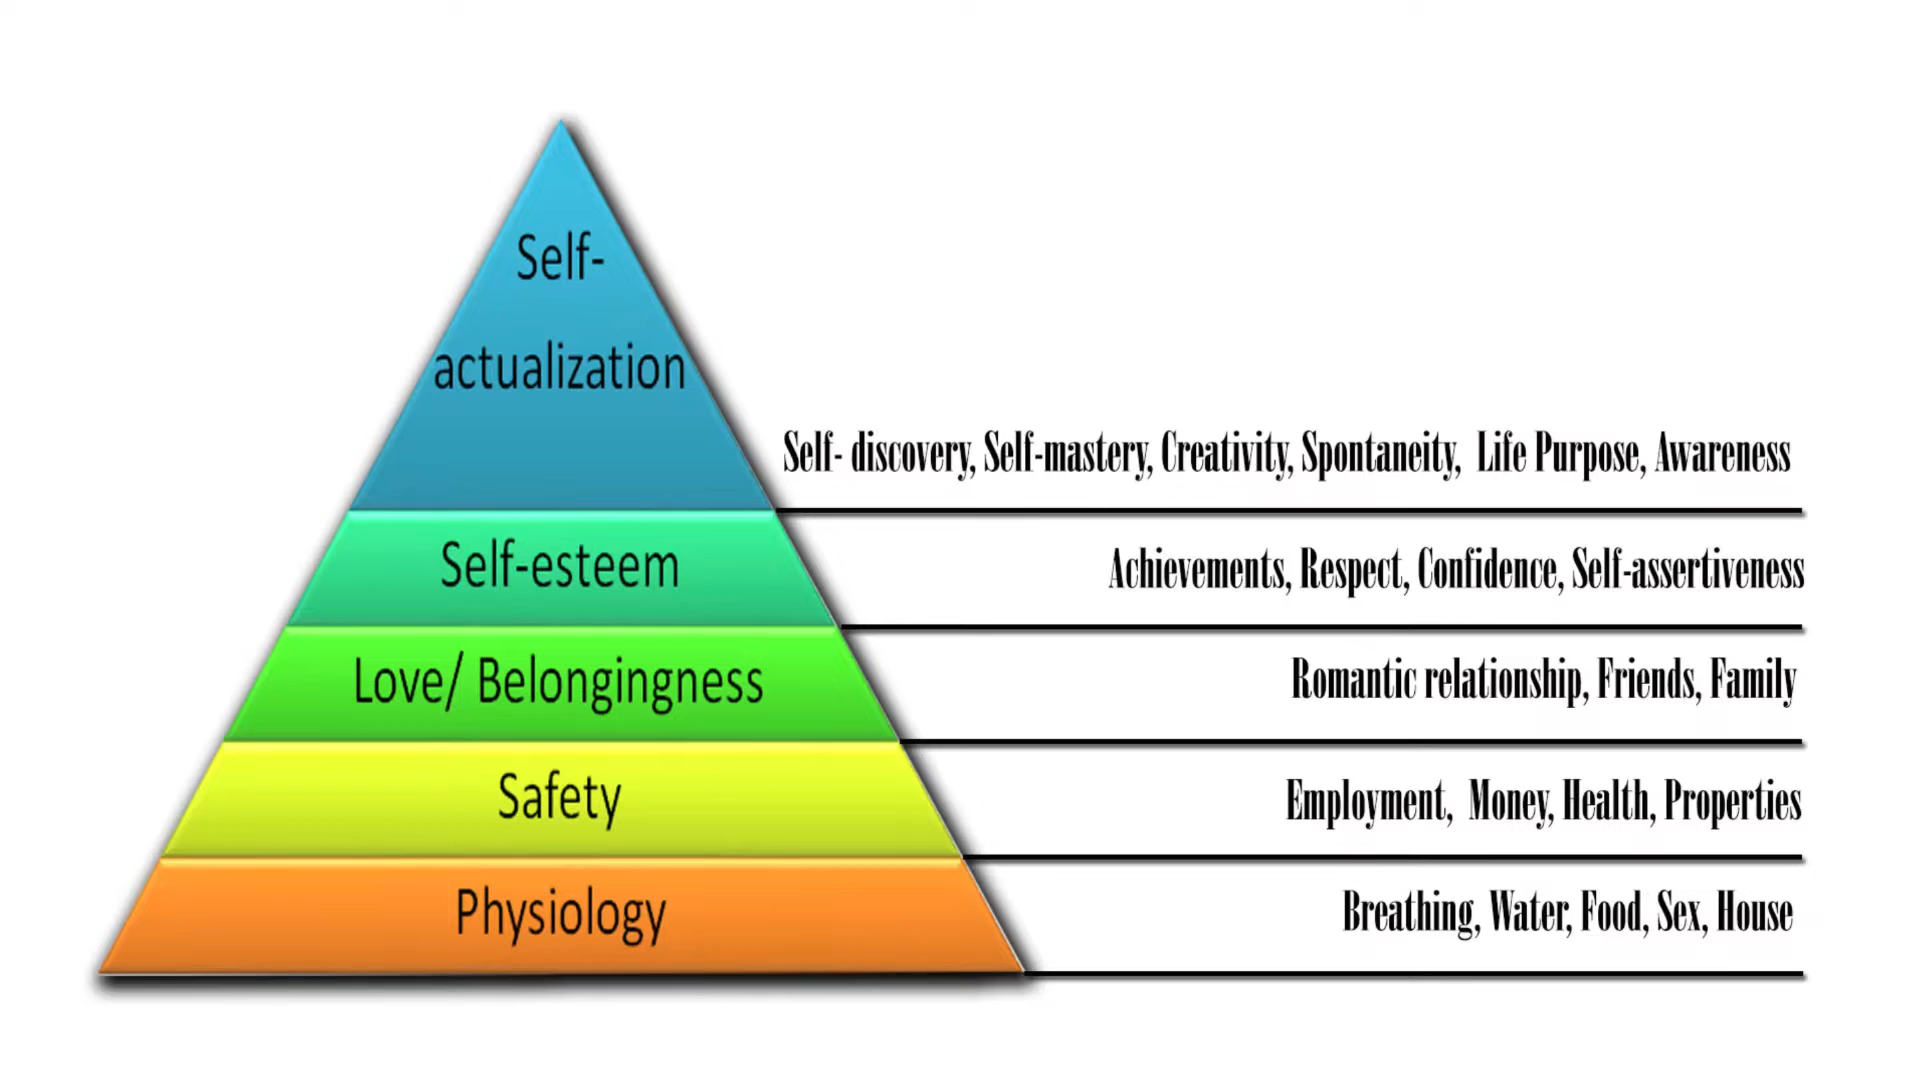 Self-
actualization
Self- discovery, Self-mastery, Creativity, Spontaneity, Life Purpose, Awareness
Self-esteem
Achievements, Respect, Confidence, Self-assertiveness
Love/ Belongingness
Romantic relationship, Friends, Family
Safety
Employment, Money, Health, Properties
Physiology
Breathing, Water, Food, Sex, House